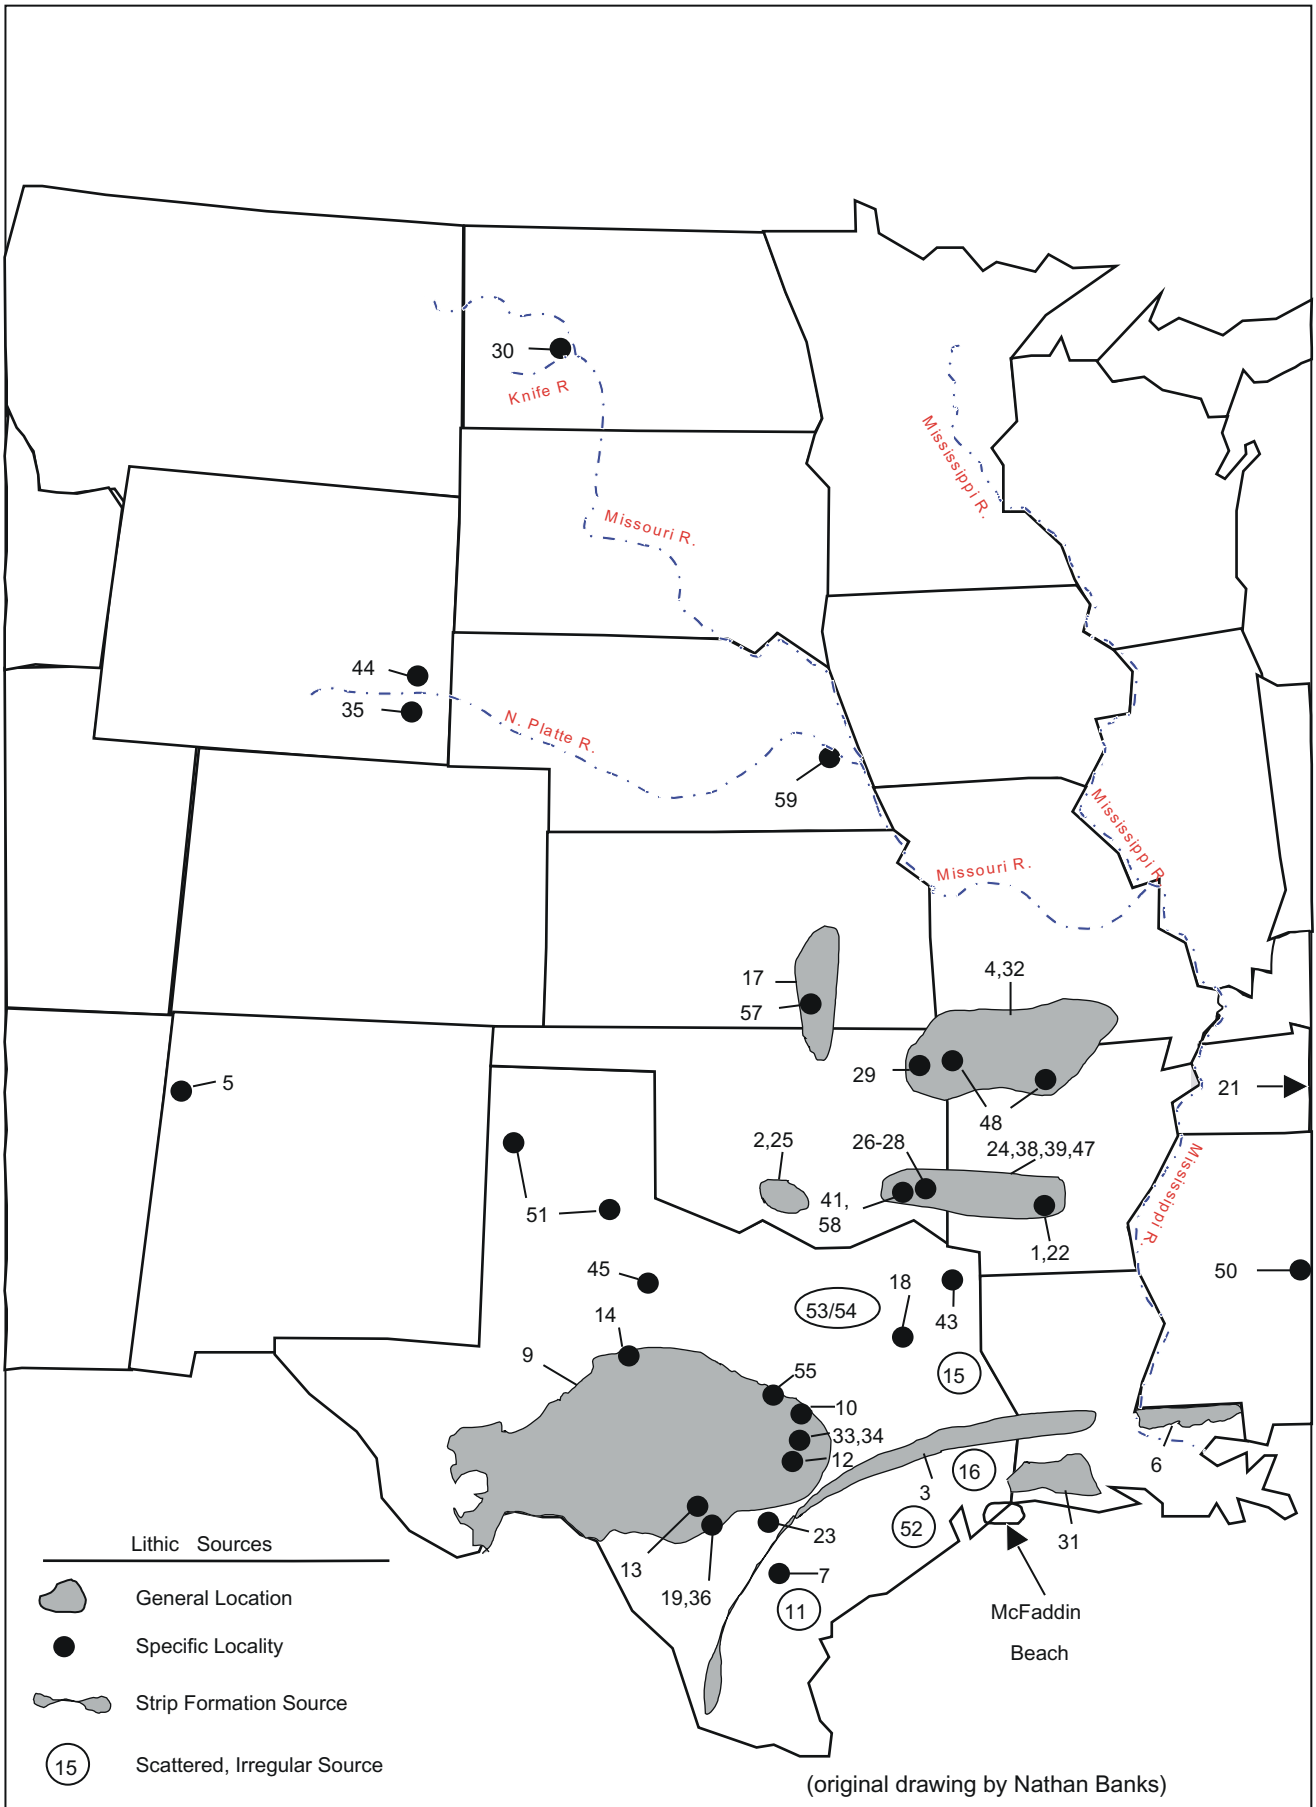 30
Knife R
Mississippi R.
Missouri R.
44
35
N. Platte R.
59
Mississippi R.
Missouri R.
17
57
4,32
29
48
5
21
2,25
26-28
24,38,39,47
41,
58
1,22
Mississippi R.
51
45
53/54
18
43
50
14
9
55
15
10
33,34
12
3
16
6
52
31
23
13
19,36
7
11
McFaddin
Beach
Lithic Sources
General Location
Specific Locality
Strip Formation Source
15
Scattered, Irregular Source
(original drawing by Nathan Banks)